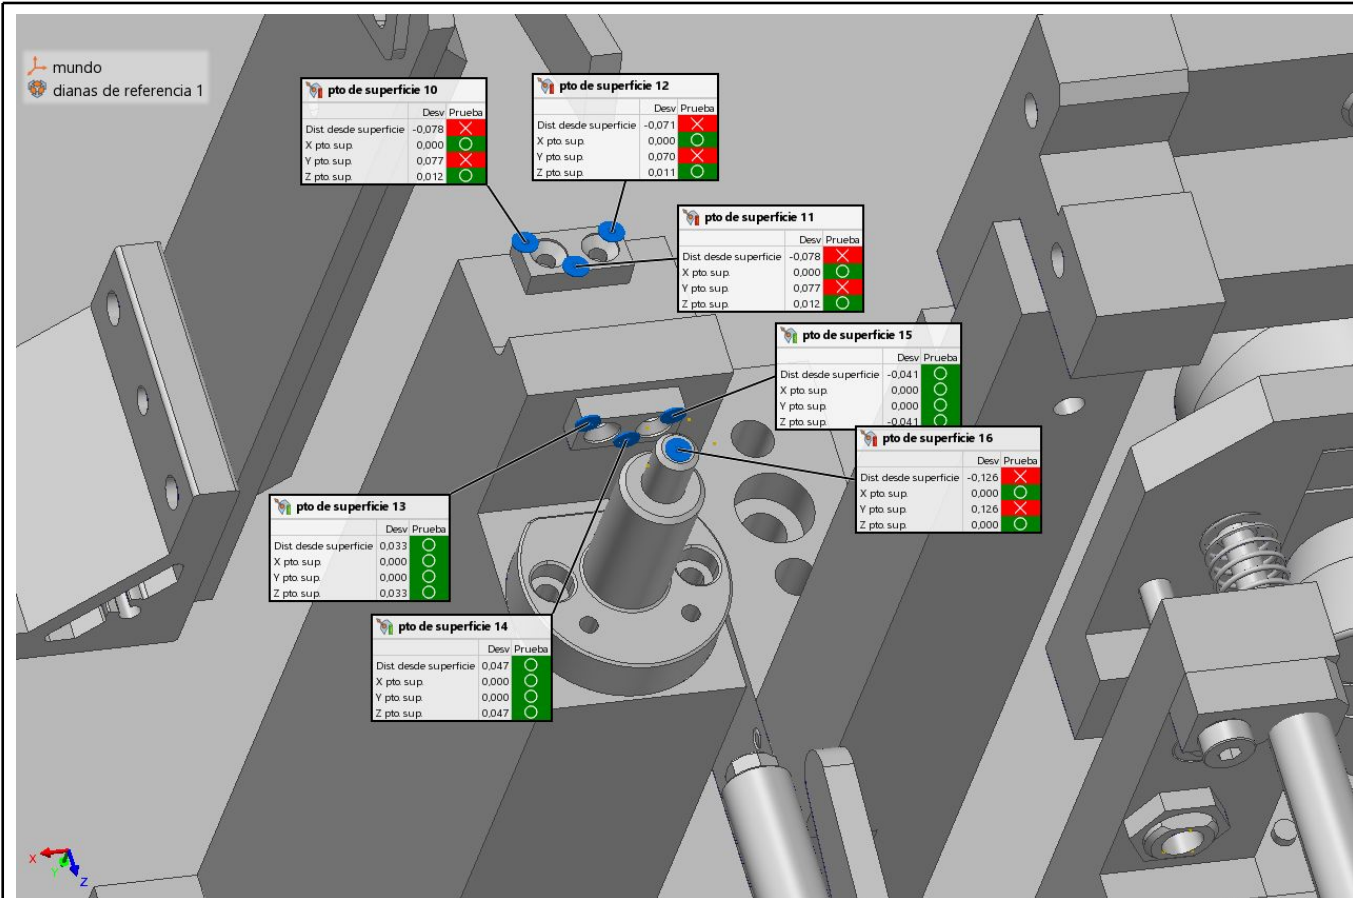 mundo
dianas de referencia 1
pto de superficie 10
Desv Prueba
Dist desde superficie -0,078
X pto. sup. 0,000
Y pto. sup. 0,077
Z pto. sup. 0,012
pto de superficie 12
Desv Prueba
Dist desde superficie -0,071
X pto. sup. 0,000
Y pto. sup. 0,070
Z pto. sup. 0,011
pto de superficie 11
Desv Prueba
Dist desde superficie -0,078
X pto. sup. 0,000
Y pto. sup. 0,077
Z pto. sup. 0,012
pto de superficie 15
Desv Prueba
Dist desde superficie -0,041
X pto. sup. 0,000
Y pto. sup. 0,000
Z pto. sup. -0,041
pto de superficie 16
Desv Prueba
Dist desde superficie -0,126
X pto. sup. 0,000
Y pto. sup. 0,126
Z pto. sup. 0,000
pto de superficie 13
Desv Prueba
Dist desde superficie 0,033
X pto. sup. 0,000
Y pto. sup. 0,000
Z pto. sup. 0,033
pto de superficie 14
Desv Prueba
Dist desde superficie 0,047
X pto. sup. 0,000
Y pto. sup. 0,000
Z pto. sup. 0,047
X
Y
Z